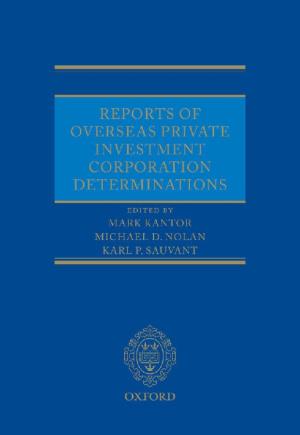 REPORTS OF
OVERSEAS PRIVATE
INVESTMENT
CORPORATION
DETERMINATIONS
EDITED BY
MARK KANTOR
MICHAEL D. NOLAN
KARL P. SAUVANT
OXFORD